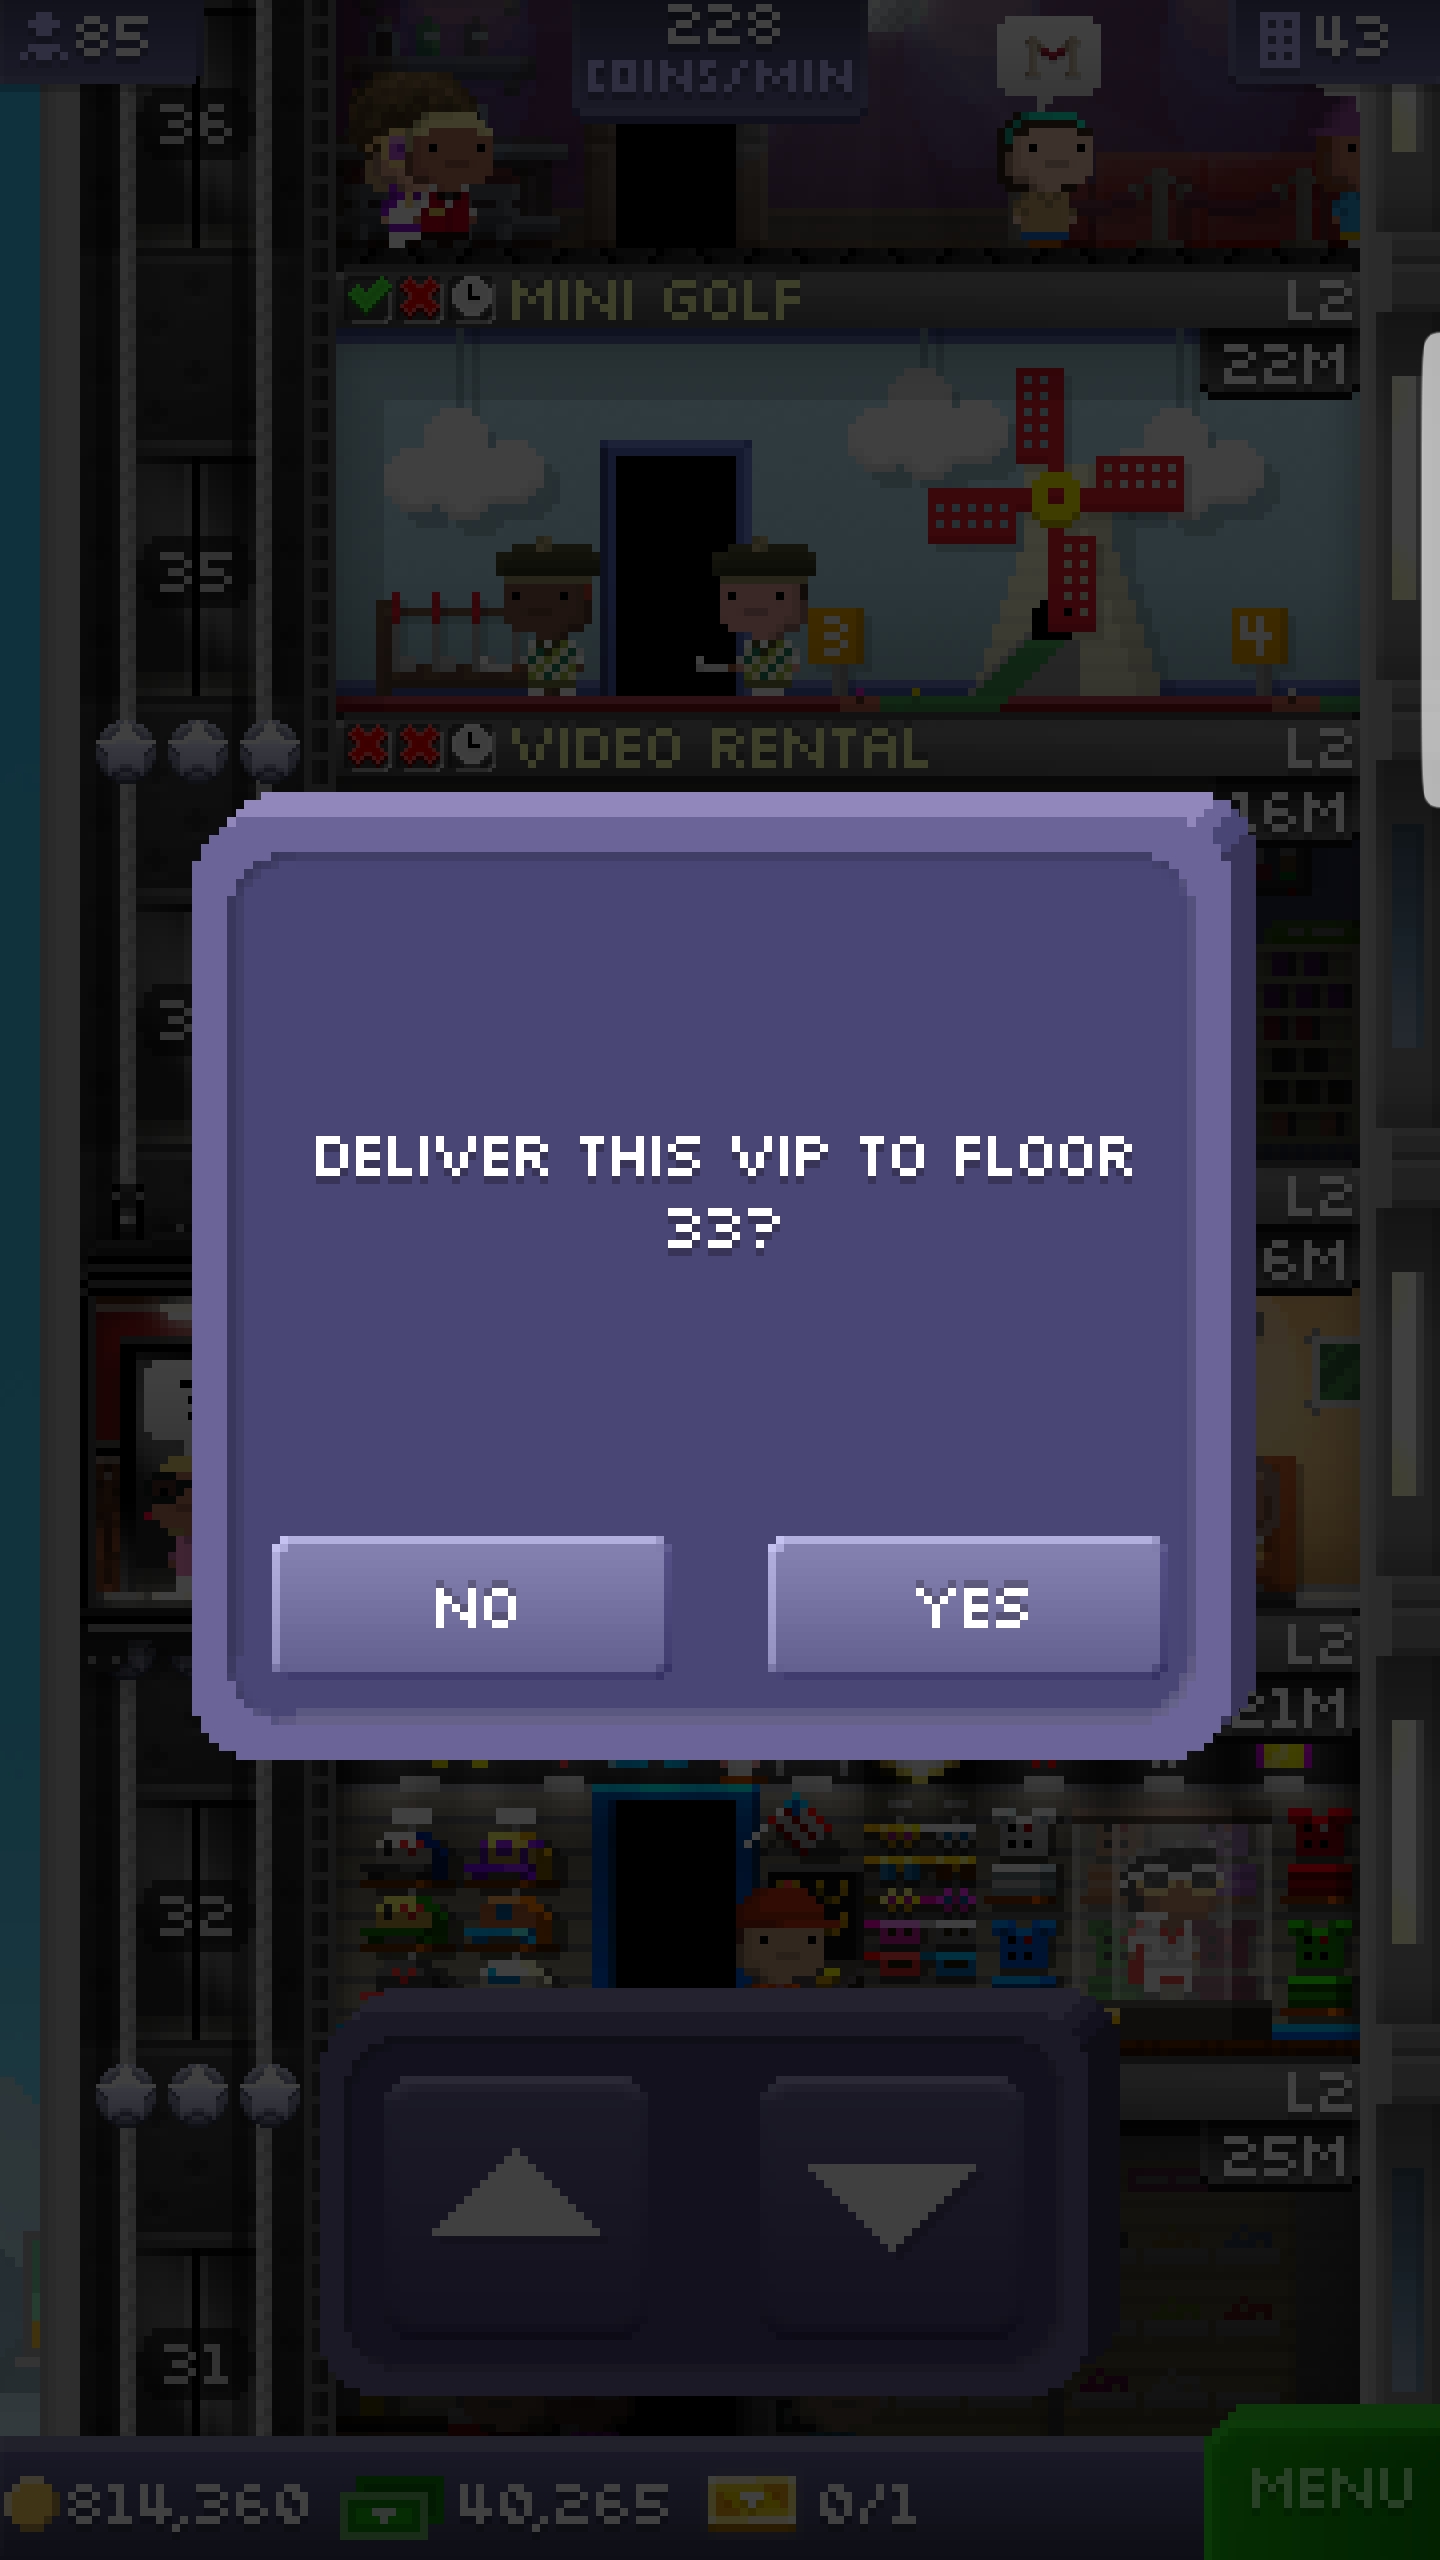 85
228
COINS/MIN
43
36
MINI GOLF
L2
22M
35
3
4
VIDEO RENTAL
L2
16M
DELIVER THIS VIP TO FLOOR
33?
L2
6M
NO
YES
L2
21M
32
L2
25M
31
814,360
40,265
0/1
MENU